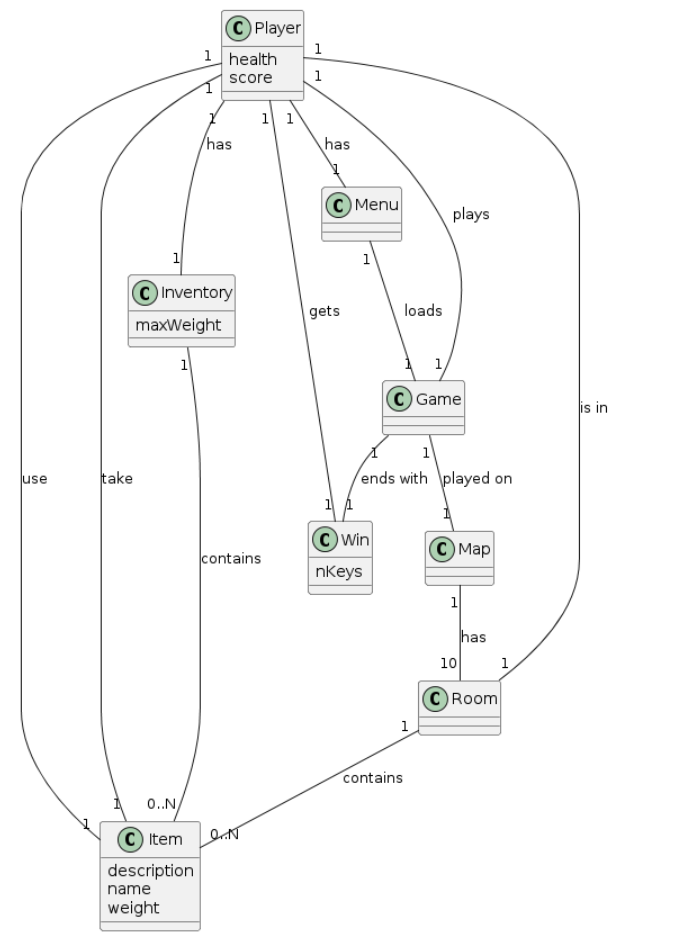 C Player
health
score
1
1
1
1
1
1
1
has
has
1
Menu
C
plays
1
1
C Inventory
maxWeight
gets
loads
1
1
1
1
C Game
is in
1
1
use
take
ends with
played on
1
1
1
C Win
nKeys
C Map
contains
1
has
10
1
C Room
1
contains
1
0..N
1
0..N
C Item
description
name
weight